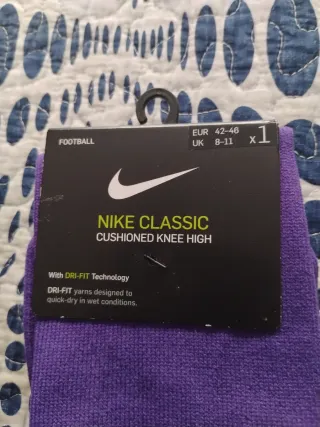 FOOTBALL
EUR 42-46
UK 8-11
x1
NIKE CLASSIC
CUSHIONED KNEE HIGH
With DRI-FIT Technology
DRI-FIT yarns designed to
quick-dry in wet conditions.